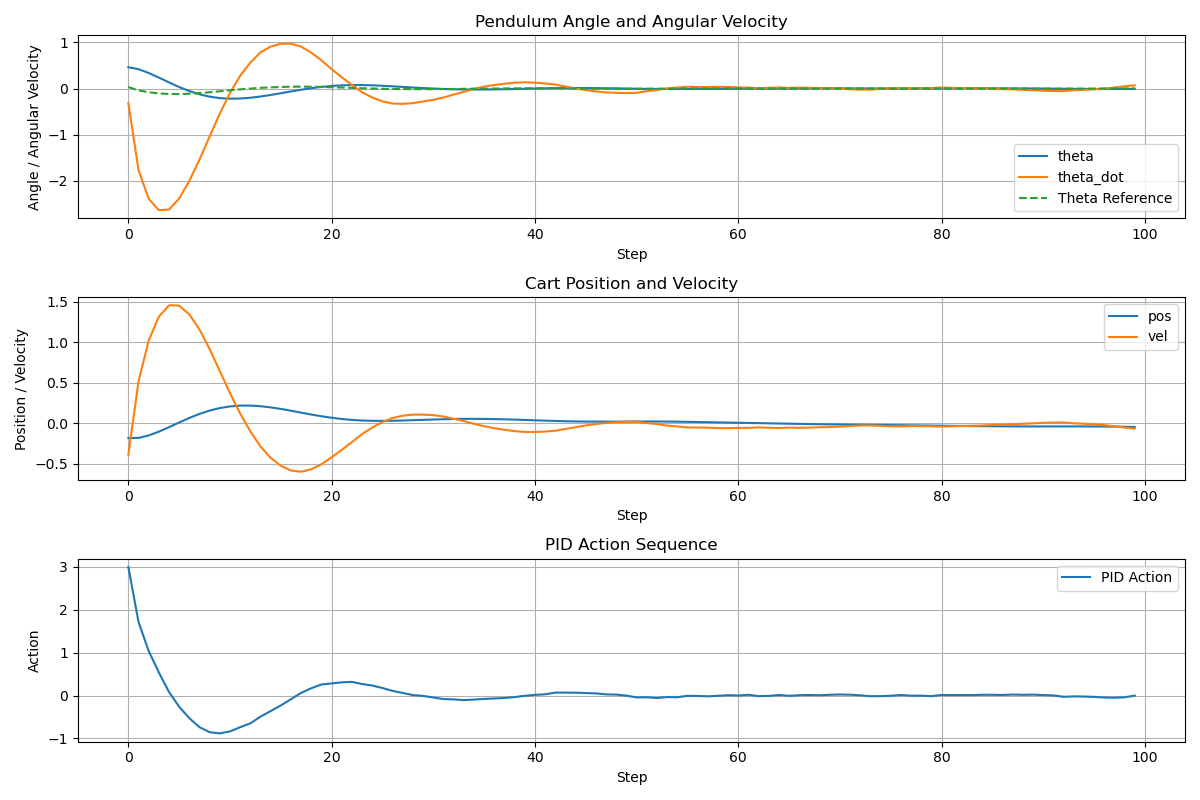 Pendulum Angle and Angular Velocity
Angle / Angular Velocity
1
0
−1
−2
theta
theta_dot
Theta Reference
0 20 40 60 80 100
Step
Cart Position and Velocity
Position / Velocity
1.5
1.0
0.5
0.0
−0.5
pos
vel
0 20 40 60 80 100
Step
PID Action Sequence
Action
3
2
1
0
−1
PID Action
0 20 40 60 80 100
Step